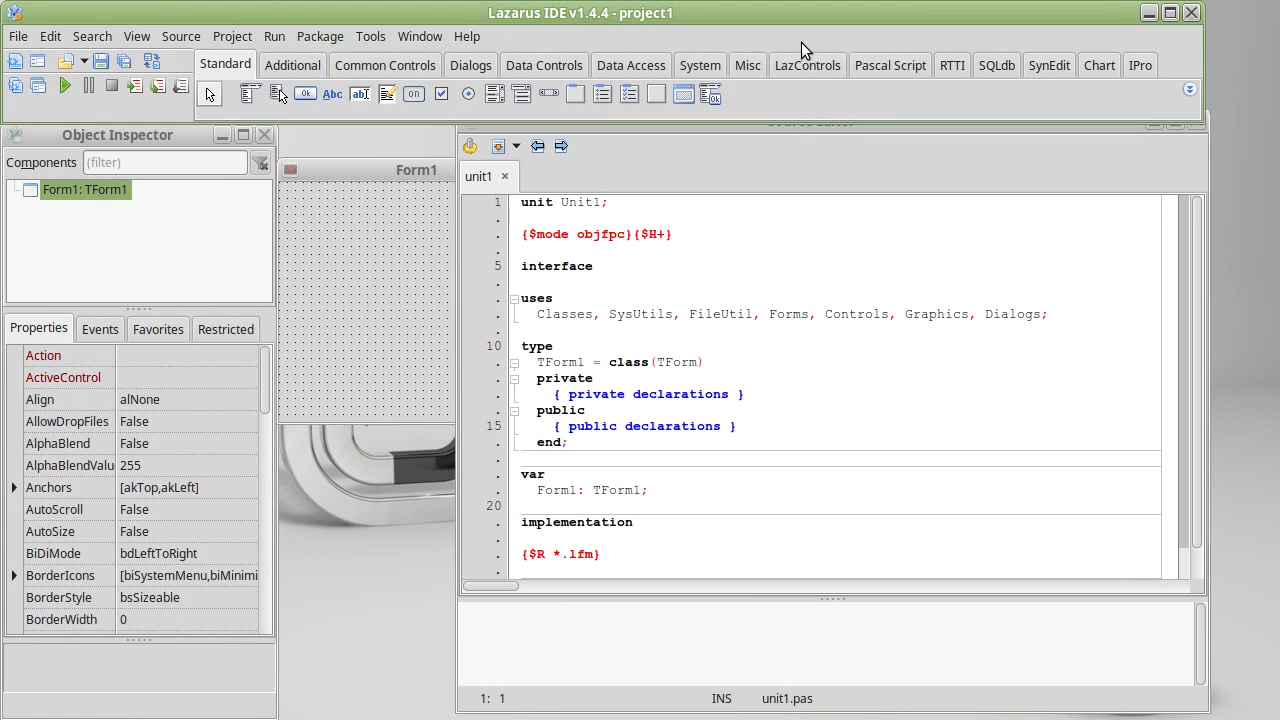 Lazarus IDE v1.4.4 - project1
File Edit Search View Source Project Run Package Tools Window Help
Standard Additional Common Controls Dialogs Data Controls Data Access System Misc LazControls Pascal Script RTTI SQLdb SynEdit Chart IPro
Ok Abc abI on Ok
Object Inspector
Components (filter)
Form1: TForm1
Properties Events Favorites Restricted
Action
ActiveControl
Align alNone
AllowDropFiles False
AlphaBlend False
AlphaBlendValu 255
Anchors [akTop,akLeft]
AutoScroll False
AutoSize False
BiDiMode bdLeftToRight
BorderIcons [biSystemMenu,biMinimi
BorderStyle bsSizeable
BorderWidth 0
Form1
unit1
1 unit Unit1;
{$mode objfpc}{$H+}
5 interface
uses
Classes, SysUtils, FileUtil, Forms, Controls, Graphics, Dialogs;
10 type
TForm1 = class(TForm)
private
{ private declarations }
public
15 { public declarations }
end;
var
Form1: TForm1;
20
implementation
{$R *.lfm}
1: 1 INS unit1.pas